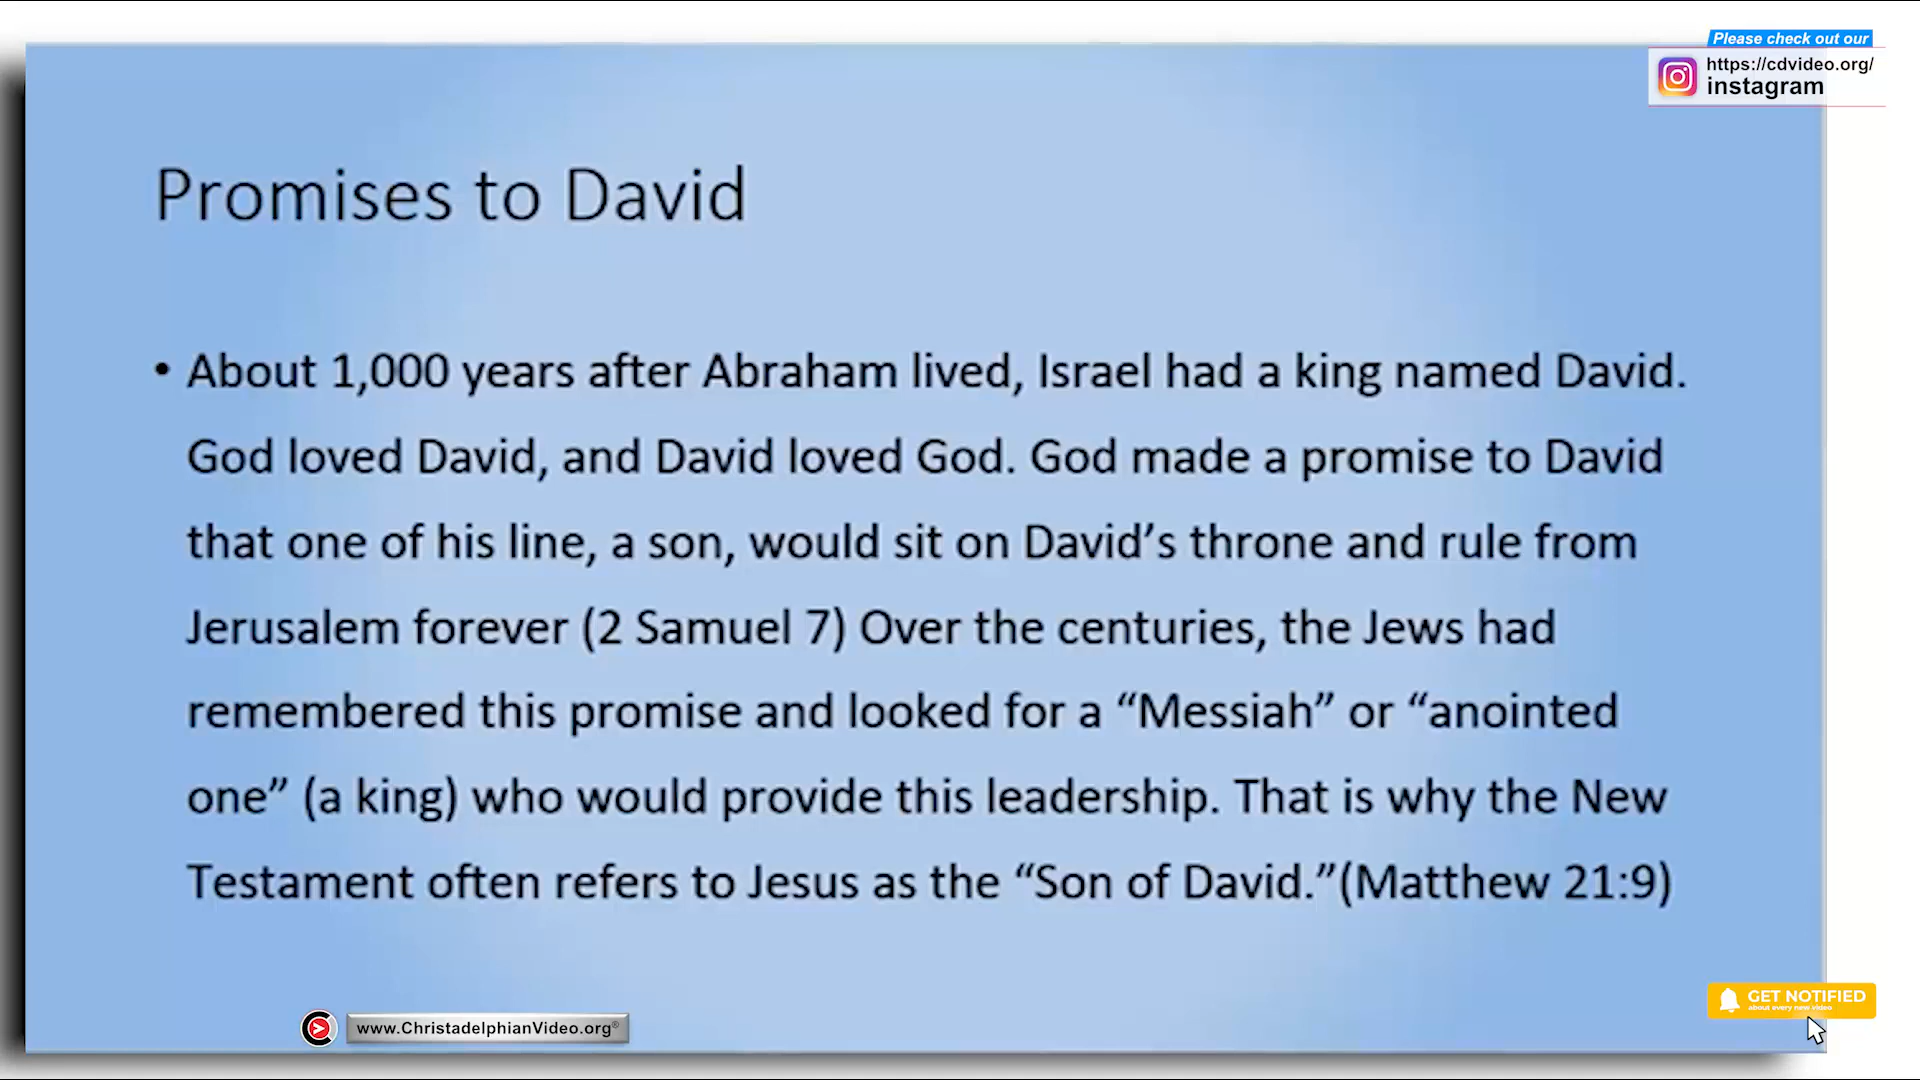 Please check out our
https://cdvideo.org/
instagram
Promises to David
• About 1,000 years after Abraham lived, Israel had a king named David.
God loved David, and David loved God. God made a promise to David
that one of his line, a son, would sit on David’s throne and rule from
Jerusalem forever (2 Samuel 7) Over the centuries, the Jews had
remembered this promise and looked for a “Messiah” or “anointed
one” (a king) who would provide this leadership. That is why the New
Testament often refers to Jesus as the “Son of David.”(Matthew 21:9)
GET NOTIFIED
about every new video
www.ChristadelphianVideo.org®